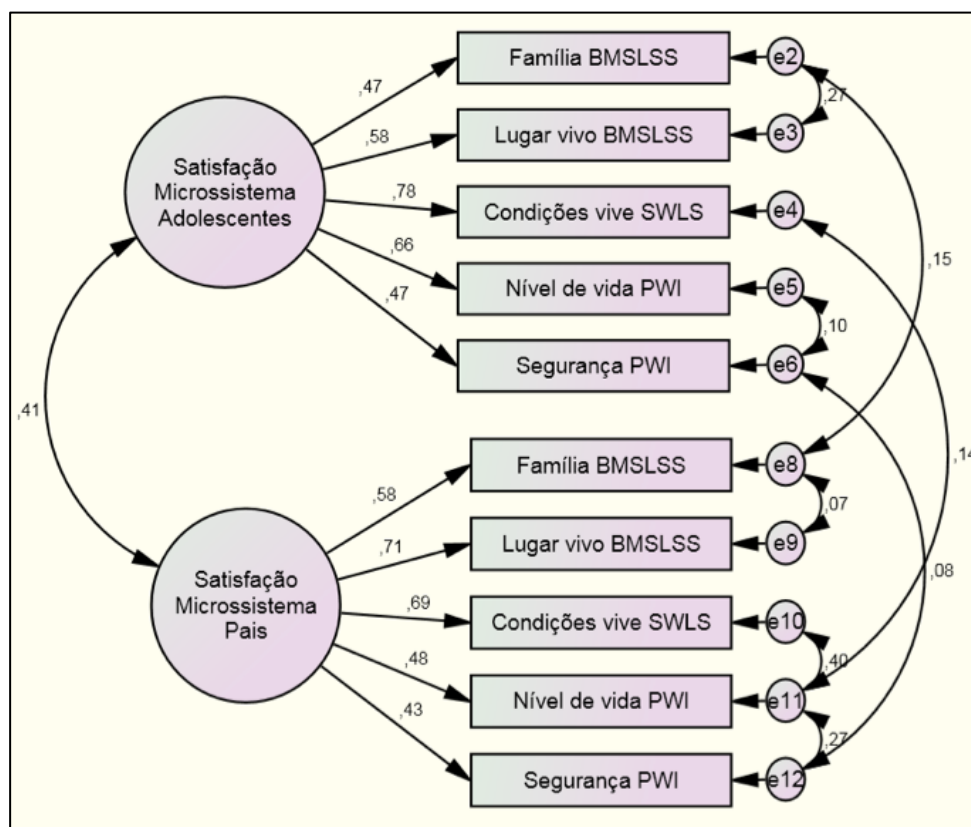 Família BMSLSS
e2
,47
,27
,58
Lugar vivo BMSLSS
e3
Satisfação
Microssistema
Adolescentes
,78
Condições vive SWLS
e4
,66
Nível de vida PWI
e5
,15
,47
,10
Segurança PWI
e6
,41
,14
Família BMSLSS
e8
,58
,07
,71
Lugar vivo BMSLSS
e9
,08
Satisfação
Microssistema
Pais
,69
Condições vive SWLS
e10
,48
,40
Nível de vida PWI
e11
,43
,27
Segurança PWI
e12